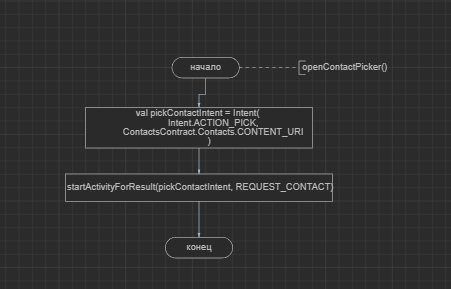 начало
openContactPicker()
val pickContactIntent = Intent(
Intent.ACTION_PICK,
ContactsContract.Contacts.CONTENT_URI
)
startActivityForResult(pickContactIntent, REQUEST_CONTACT)
конец